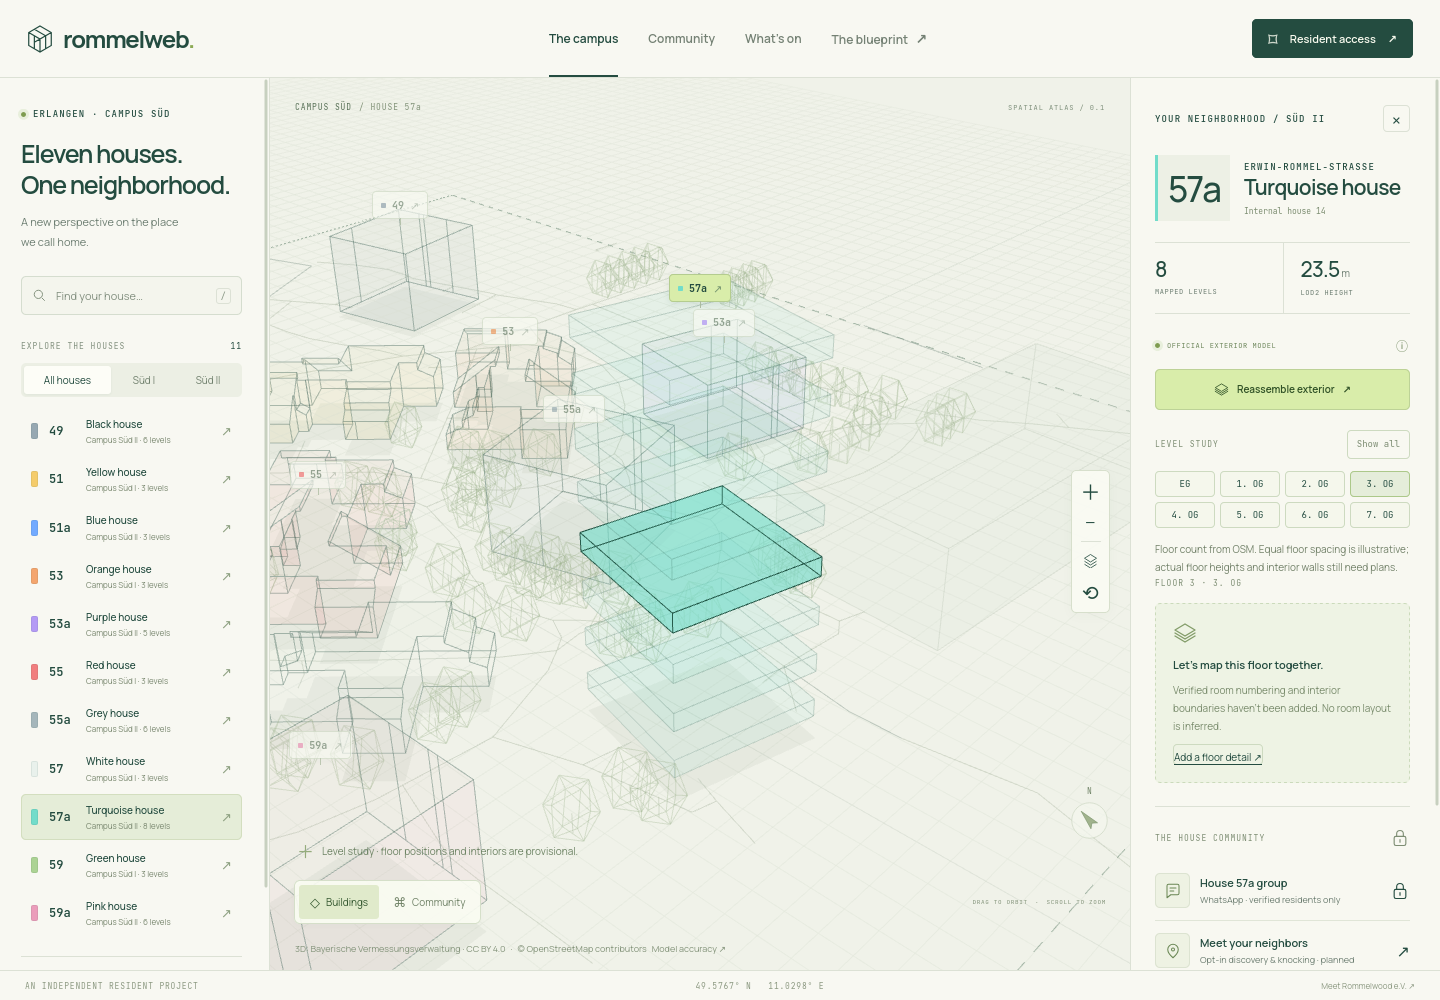 rommelweb.
The campus
Community
What's on
The blueprint ↗
Resident access ↗
ERLANGEN · CAMPUS SÜD
Eleven houses.
One neighborhood.
A new perspective on the place
we call home.
Find your house... /
EXPLORE THE HOUSES 11
All houses Süd I Süd II
49 Black house ↗
Campus Süd II · 6 levels
51 Yellow house ↗
Campus Süd I · 3 levels
51a Blue house ↗
Campus Süd II · 3 levels
53 Orange house ↗
Campus Süd I · 3 levels
53a Purple house ↗
Campus Süd II · 5 levels
55 Red house ↗
Campus Süd I · 3 levels
55a Grey house ↗
Campus Süd II · 6 levels
57 White house ↗
Campus Süd I · 3 levels
57a Turquoise house ↗
Campus Süd II · 8 levels
59 Green house ↗
Campus Süd I · 3 levels
59a Pink house ↗
Campus Süd II · 6 levels
CAMPUS SÜD / HOUSE 57a
SPATIAL ATLAS / 0.1
49 ↗
57a ↗
53a ↗
53 ↗
55a ↗
55 ↗
59a ↗
N
Level study · floor positions and interiors are provisional.
Buildings
Community
DRAG TO ORBIT · SCROLL TO ZOOM
3D: Bayerische Vermessungsverwaltung · CC BY 4.0 · © OpenStreetMap contributors Model accuracy ↗
YOUR NEIGHBORHOOD / SÜD II ×
57a
ERWIN-ROMMEL-STRASSE
Turquoise house
Internal house 14
8
MAPPED LEVELS
23.5m
LOD2 HEIGHT
OFFICIAL EXTERIOR MODEL
Reassemble exterior ↗
LEVEL STUDY
Show all
EG 1. OG 2. OG 3. OG
4. OG 5. OG 6. OG 7. OG
Floor count from OSM. Equal floor spacing is illustrative;
actual floor heights and interior walls still need plans.
FLOOR 3 · 3. OG
Let's map this floor together.
Verified room numbering and interior
boundaries haven't been added. No room layout
is inferred.
Add a floor detail ↗
THE HOUSE COMMUNITY
House 57a group
WhatsApp · verified residents only
Meet your neighbors ↗
Opt-in discovery & knocking · planned
AN INDEPENDENT RESIDENT PROJECT
49.5767° N 11.0298° E
Meet Rommelwood e.V. ↗